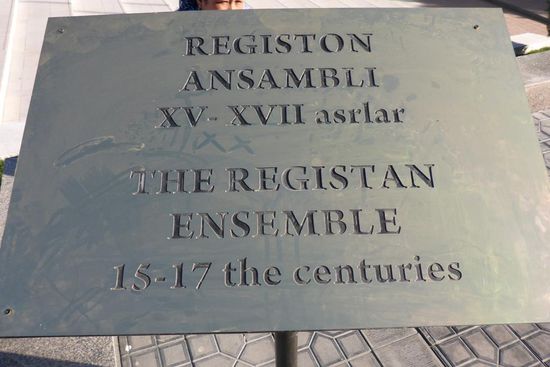 REGISTON
ANSAMBLI
XV- XVII asrlar
THE REGISTAN
ENSEMBLE
15-17 the centuries